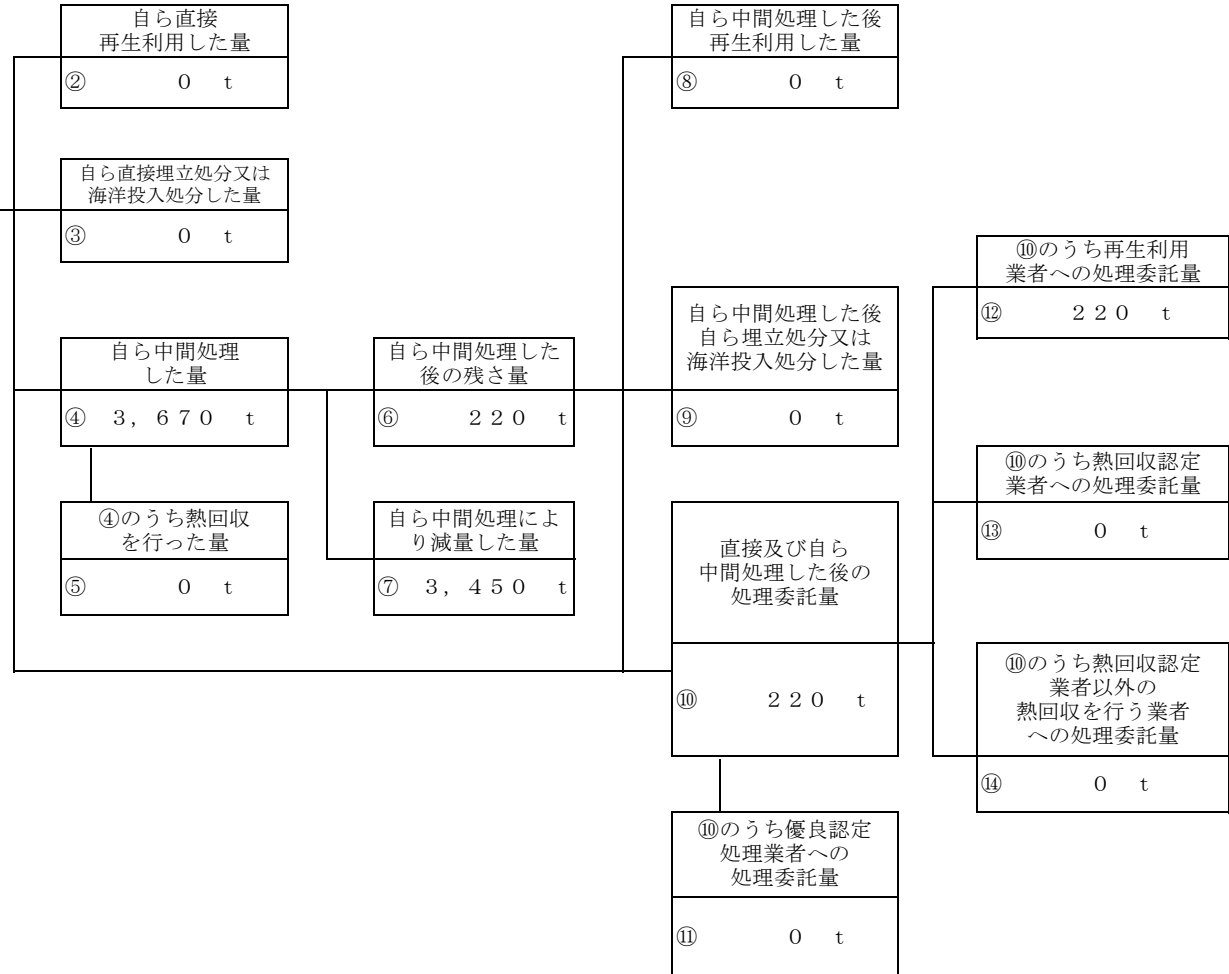 自ら直接
再生利用した量
② 0 t
自ら直接埋立処分又は
海洋投入処分した量
③ 0 t
自ら中間処理
した量
④ 3,670 t
④のうち熱回収
を行った量
⑤ 0 t
自ら中間処理した
後の残さ量
⑥ 220 t
自ら中間処理によ
り減量した量
⑦ 3,450 t
自ら中間処理した後
再生利用した量
⑧ 0 t
自ら中間処理した後
自ら埋立処分又は
海洋投入処分した量
⑨ 0 t
直接及び自ら
中間処理した後の
処理委託量
⑩ 220 t
⑩のうち優良認定
処理業者への
処理委託量
⑪ 0 t
⑩のうち再生利用
業者への処理委託量
⑫ 220 t
⑩のうち熱回収認定
業者への処理委託量
⑬ 0 t
⑩のうち熱回収認定
業者以外の
熱回収を行う業者
への処理委託量
⑭ 0 t